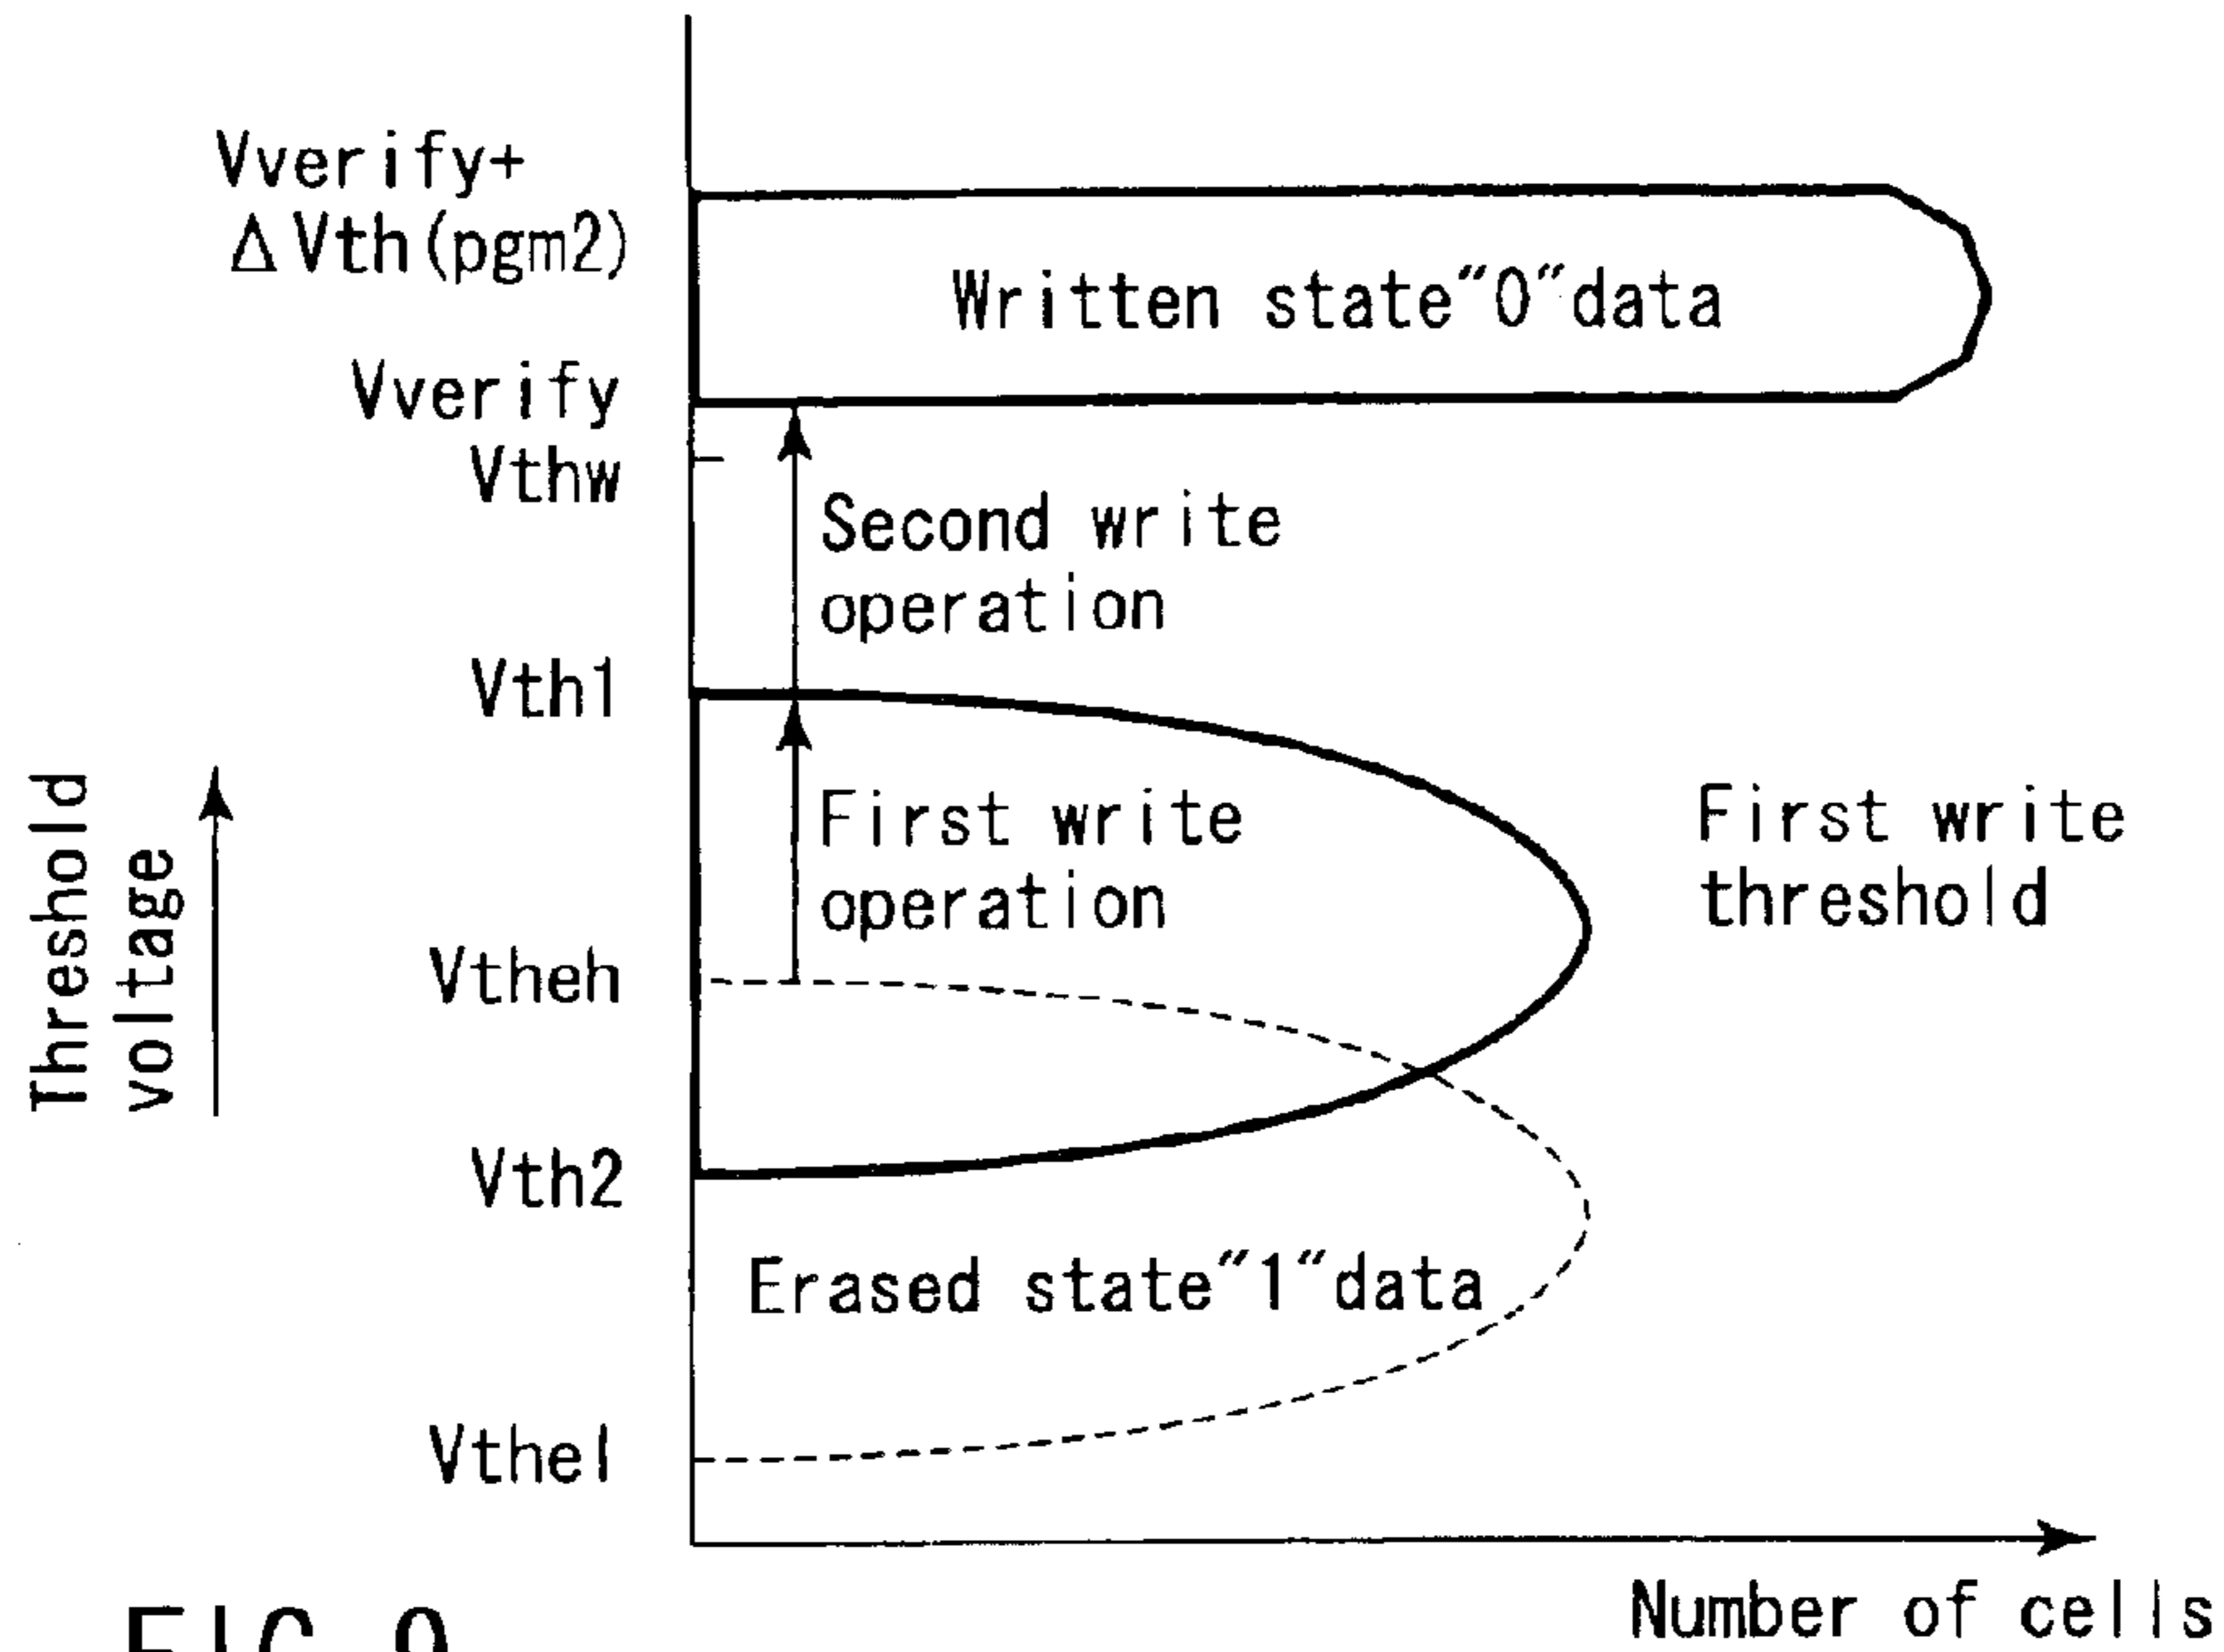 Vverify+
ΔVth(pgm2)
Written state"0"data
Vverify
Vthw
Second write
operation
Vth1
First write
operation
First write
threshold
Threshold
voltage
Vtheh
Vth2
Erased state"1"data
Vthel
Number of cells